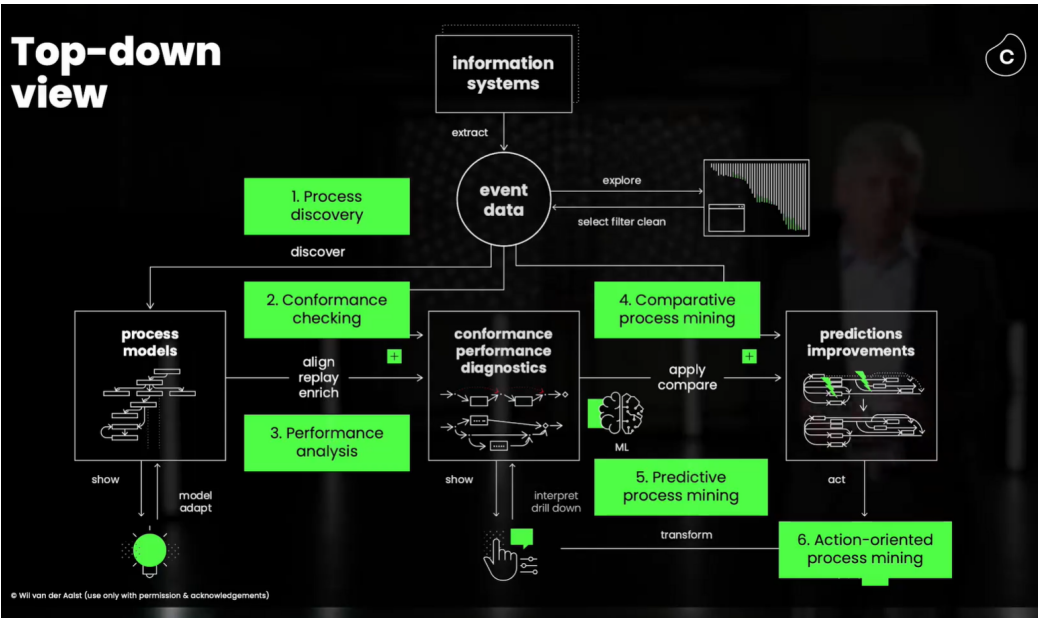 Top-down
view
C
information
systems
extract
event
data
explore
select filter clean
1. Process
discovery
discover
2. Conformance
checking
4. Comparative
process mining
process
models
conformance
performance
diagnostics
predictions
improvements
align
replay
enrich
apply
compare
3. Performance
analysis
ML
5. Predictive
process mining
show
model
adapt
show
interpret
drill down
act
transform
6. Action-oriented
process mining
© Wil van der Aalst (use only with permission & acknowledgements)